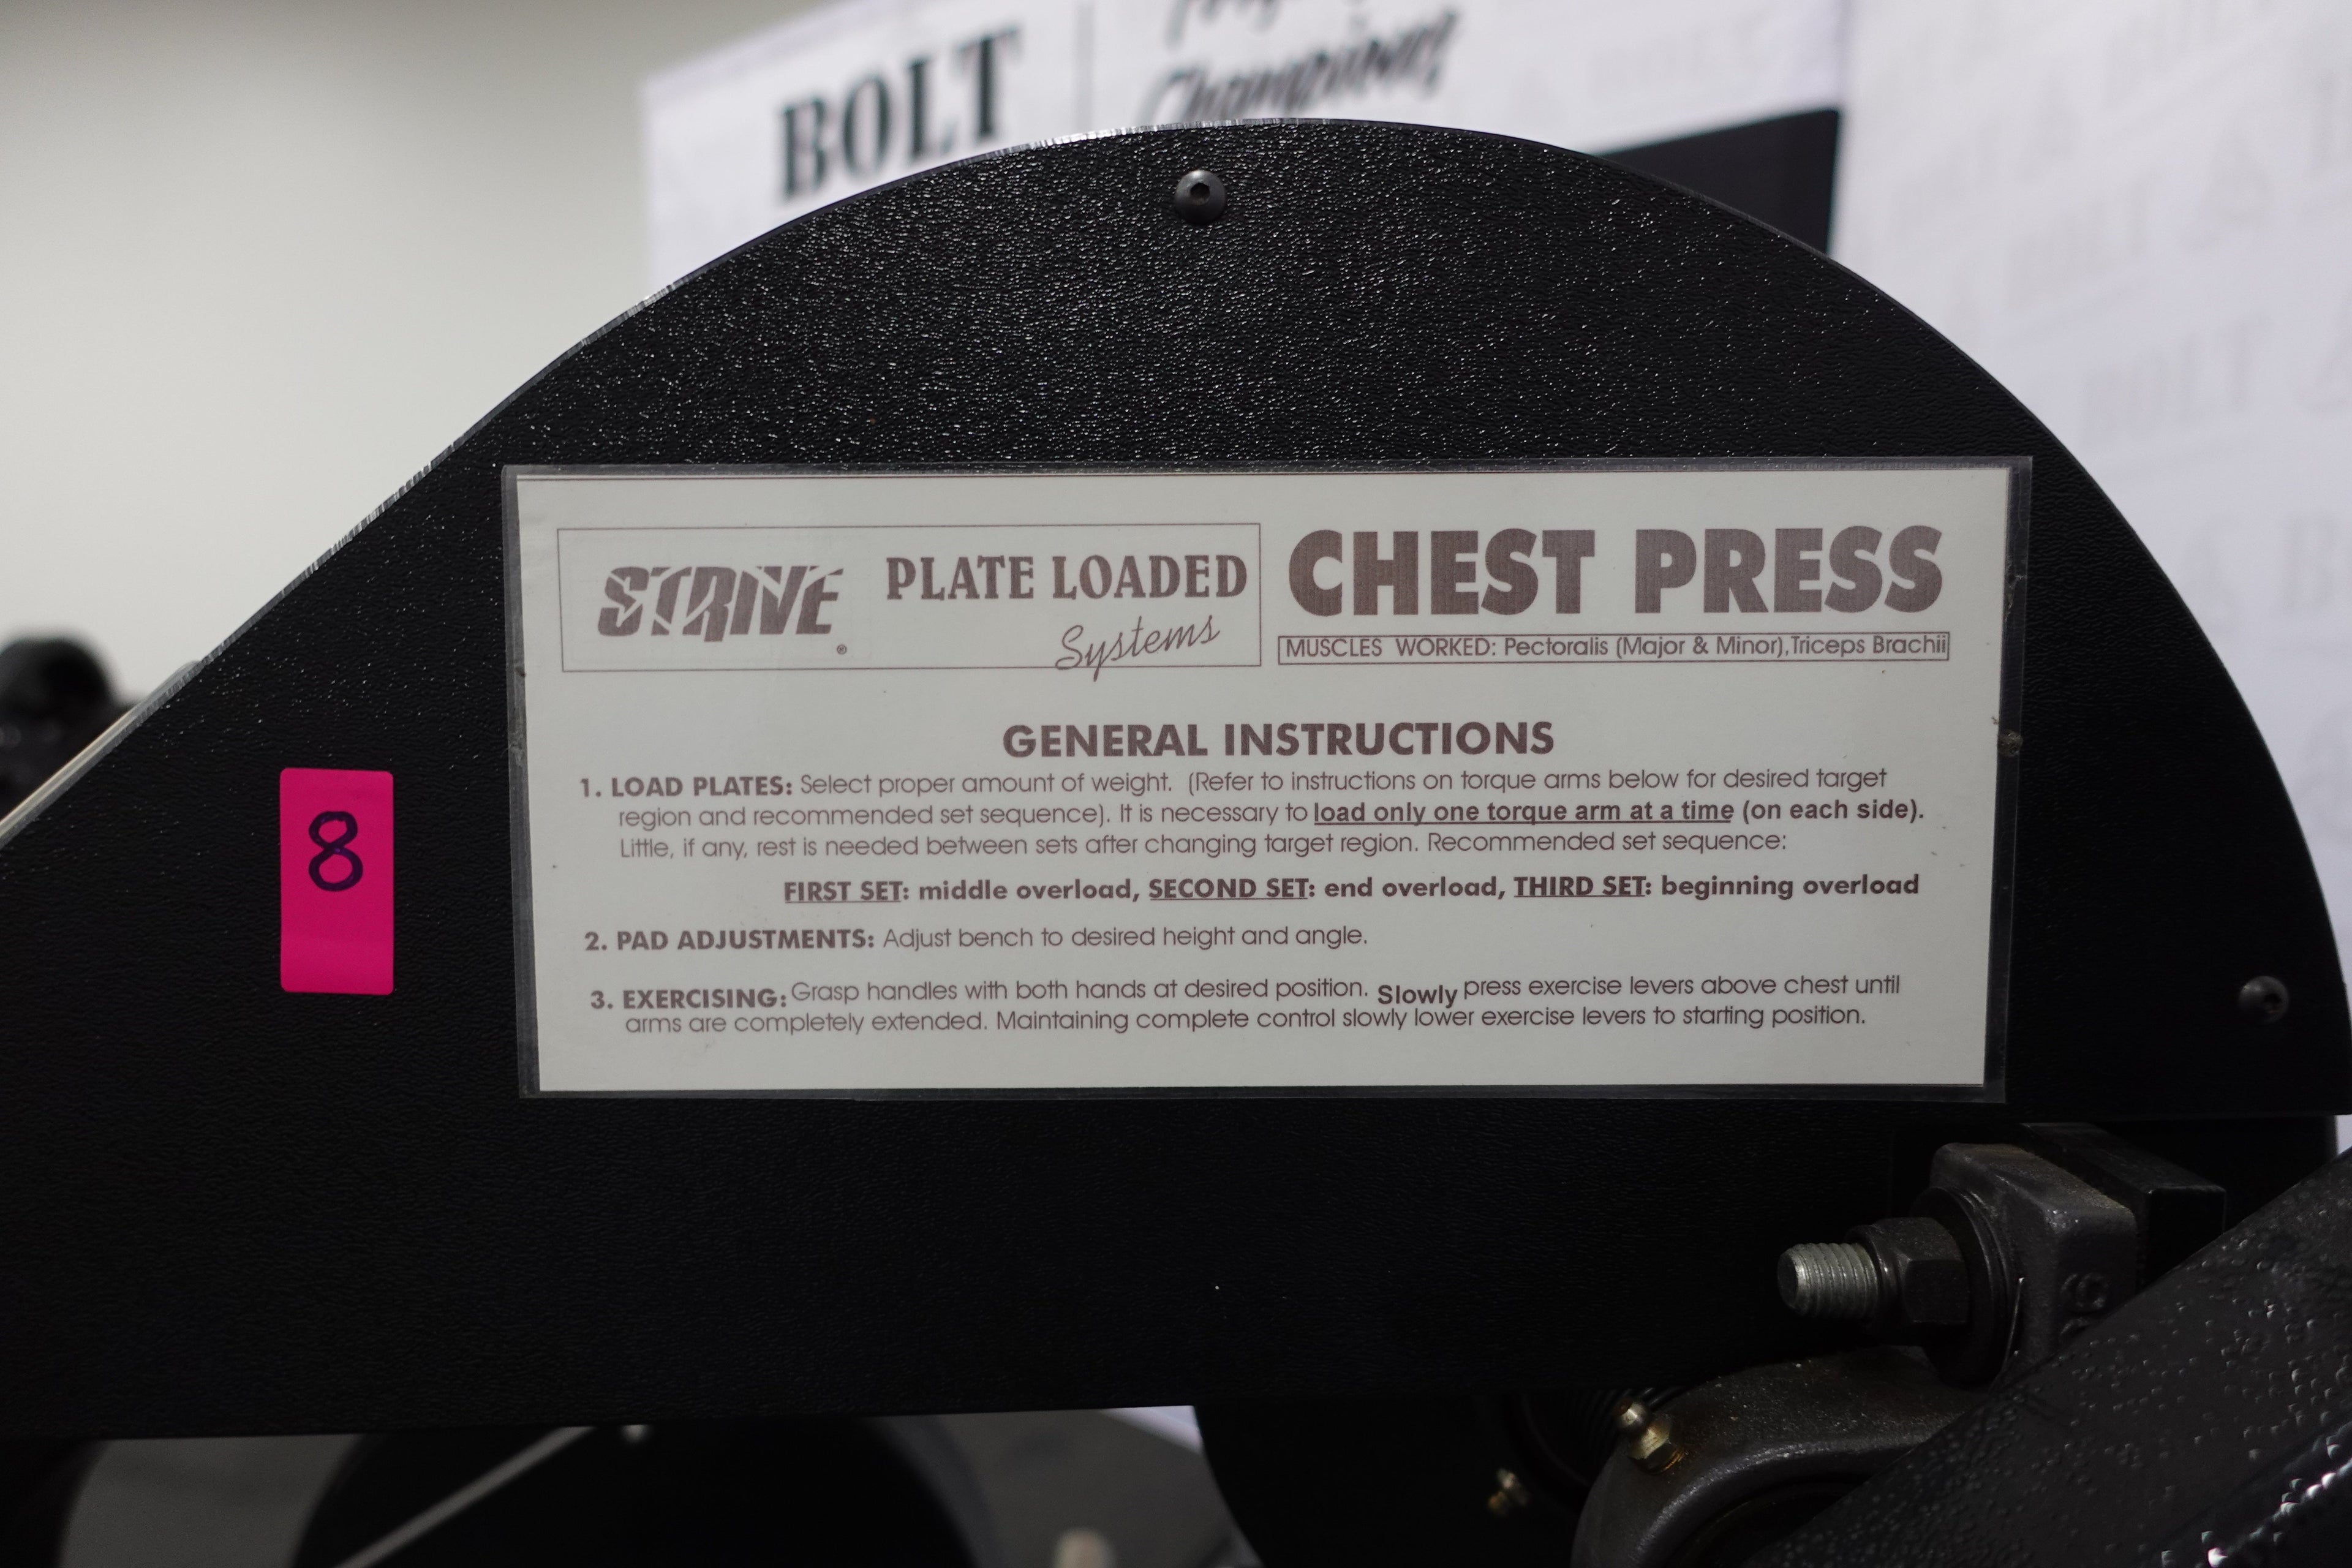 BOLT
Champions
STRIVE®
PLATE LOADED
Systems
CHEST PRESS
MUSCLES WORKED: Pectoralis (Major & Minor),Triceps Brachii
GENERAL INSTRUCTIONS
1. LOAD PLATES: Select proper amount of weight. (Refer to instructions on torque arms below for desired target
region and recommended set sequence). It is necessary to load only one torque arm at a time (on each side).
Little, if any, rest is needed between sets after changing target region. Recommended set sequence:
FIRST SET: middle overload, SECOND SET: end overload, THIRD SET: beginning overload
2. PAD ADJUSTMENTS: Adjust bench to desired height and angle.
3. EXERCISING: Grasp handles with both hands at desired position. Slowly press exercise levers above chest until
arms are completely extended. Maintaining complete control slowly lower exercise levers to starting position.
8